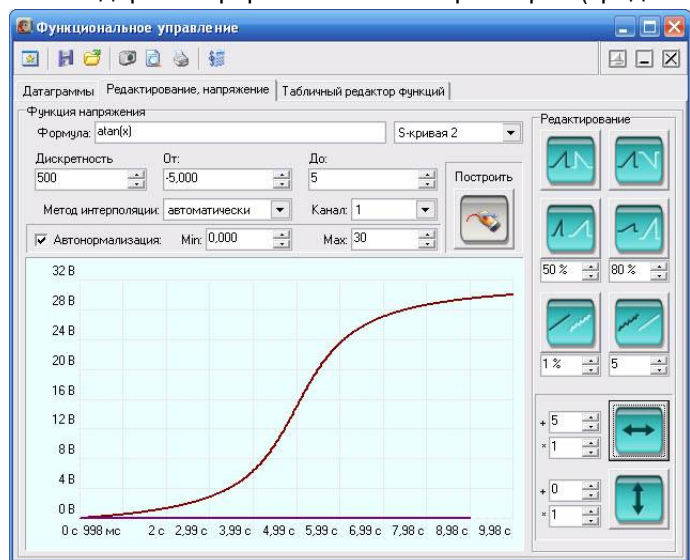 Функциональное управление
Датаграммы Редактирование, напряжение Табличный редактор функций
Функция напряжения
Формула: atan(x) S-кривая 2
Дискретность От: До:
500 -5,000 5
Построить
Метод интерполяции: автоматически Канал: 1
Автонормализация: Min: 0,000 Max: 30
32 В
28 В
24 В
20 В
16 В
12 В
8 В
4 В
0 В
0 с 998 мс 2 с 2,99 с 3,99 с 4,99 с 5,99 с 6,99 с 7,98 с 8,98 с 9,98 с
Редактирование
50 % 80 %
1 % 5
+ 5
× 1
+ 0
× 1